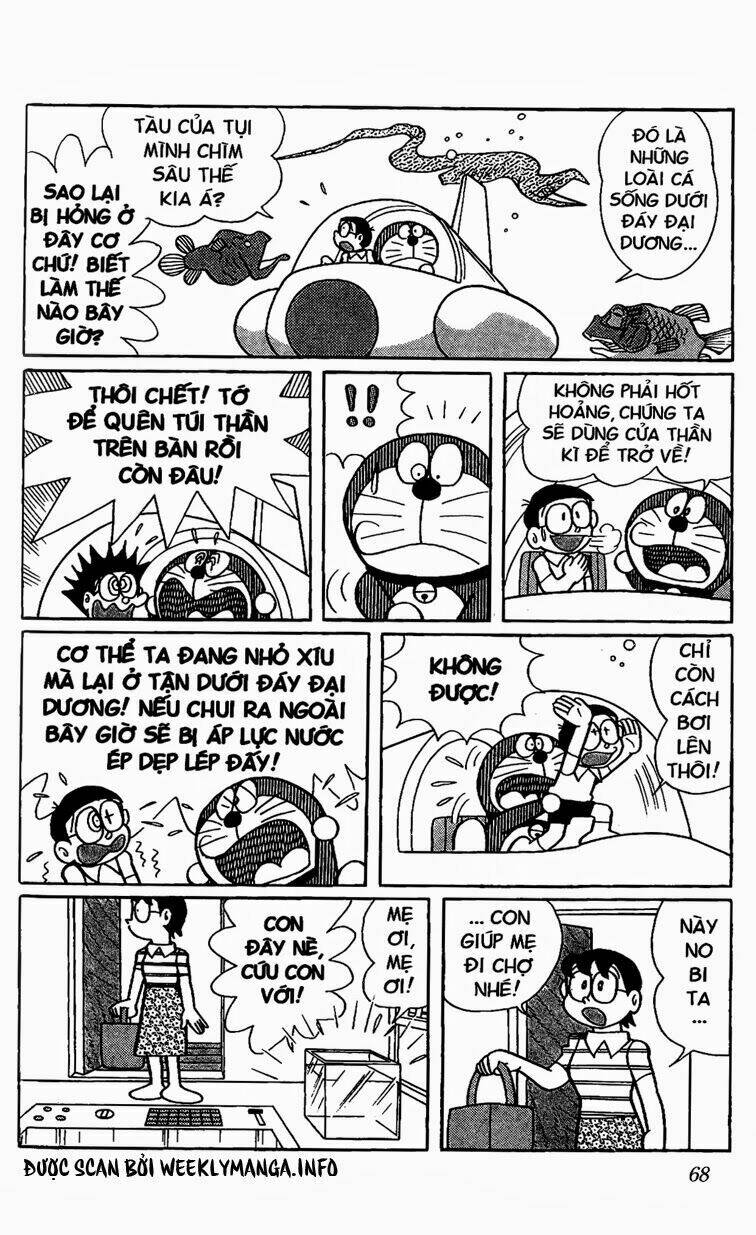 ĐÓ LÀ
NHỮNG
LOÀI CÁ
SỐNG DƯỚI
ĐÁY ĐẠI
DƯƠNG...
TÀU CỦA TỤI
MÌNH CHÌM
SÂU THẾ
KIA Á?
SAO LẠI
BỊ HỎNG Ở
ĐÂY CƠ
CHỨ! BIẾT
LÀM THẾ
NÀO BÂY
GIỜ?
KHÔNG PHẢI HỐT
HOẢNG, CHÚNG TA
SẼ DÙNG CỬA THẦN
KÌ ĐỂ TRỞ VỀ!
!!
THÔI CHẾT! TỚ
ĐỂ QUÊN TÚI THẦN
TRÊN BÀN RỒI
CÒN ĐÂU!
CHỈ
CÒN
CÁCH
BƠI
LÊN
THÔI!
KHÔNG
ĐƯỢC!
CƠ THỂ TA ĐANG NHỎ XÍU
MÀ LẠI Ở TẬN DƯỚI ĐÁY ĐẠI
DƯƠNG! NẾU CHUI RA NGOÀI
BÂY GIỜ SẼ BỊ ÁP LỰC NƯỚC
ÉP DẸP LÉP ĐẤY!
NÀY
NO
BI
TA
...
... CON
GIÚP MẸ
ĐI CHỢ
NHÉ!
MẸ
ƠI,
MẸ
ƠI!
CON
ĐÂY NÈ,
CỨU CON
VỚI!
ĐƯỢC SCAN BỞI WEEKLYMANGA.INFO
68